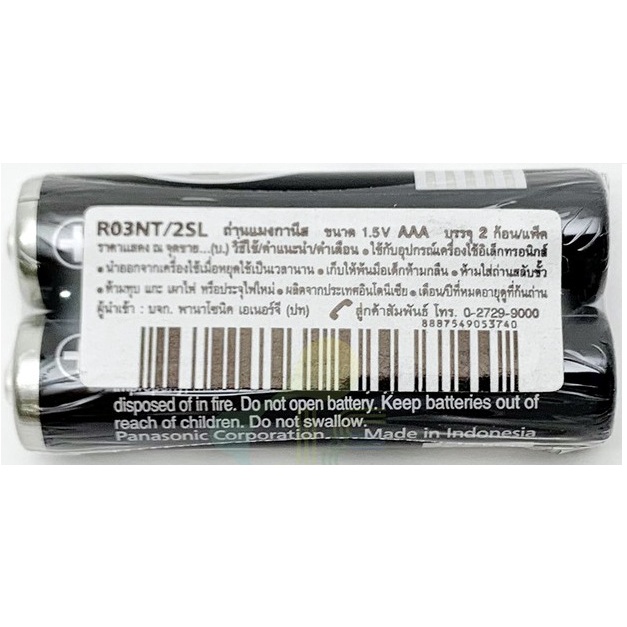 R03NT/2SL ถ่านแมงกานีส ขนาด 1.5V AAA บรรจุ 2 ก้อน/แพ็ค
ราคาแสดง ณ จุดขาย...(บ.) วิธีใช้/คำแนะนำ/คำเตือน • ใช้กับอุปกรณ์เครื่องใช้อิเล็กทรอนิกส์
• นำออกจากเครื่องใช้เมื่อหยุดใช้เป็นเวลานาน • เก็บให้พ้นมือเด็กห้ามกลืน • ห้ามใส่ถ่านสลับขั้ว
• ห้ามทุบ แกะ เผาไฟ หรือประจุไฟใหม่ • ผลิตจากประเทศอินโดนีเซีย • เดือน/ปีที่หมดอายุดูที่ก้นถ่าน
ผู้นำเข้า : บจก. พานาโซนิค เอเนอร์จี (ปท) ลูกค้าสัมพันธ์ โทร. 0-2729-9000
8887549053740
disposed of in fire. Do not open battery. Keep batteries out of
reach of children. Do not swallow.
Panasonic Corporation. Made in Indonesia